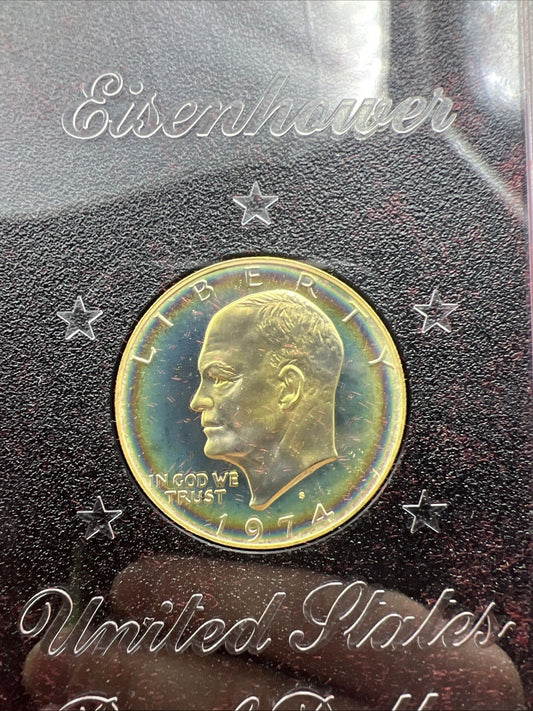 Eisenhower
LIBERTY
IN GOD WE
TRUST
S
1974
United States